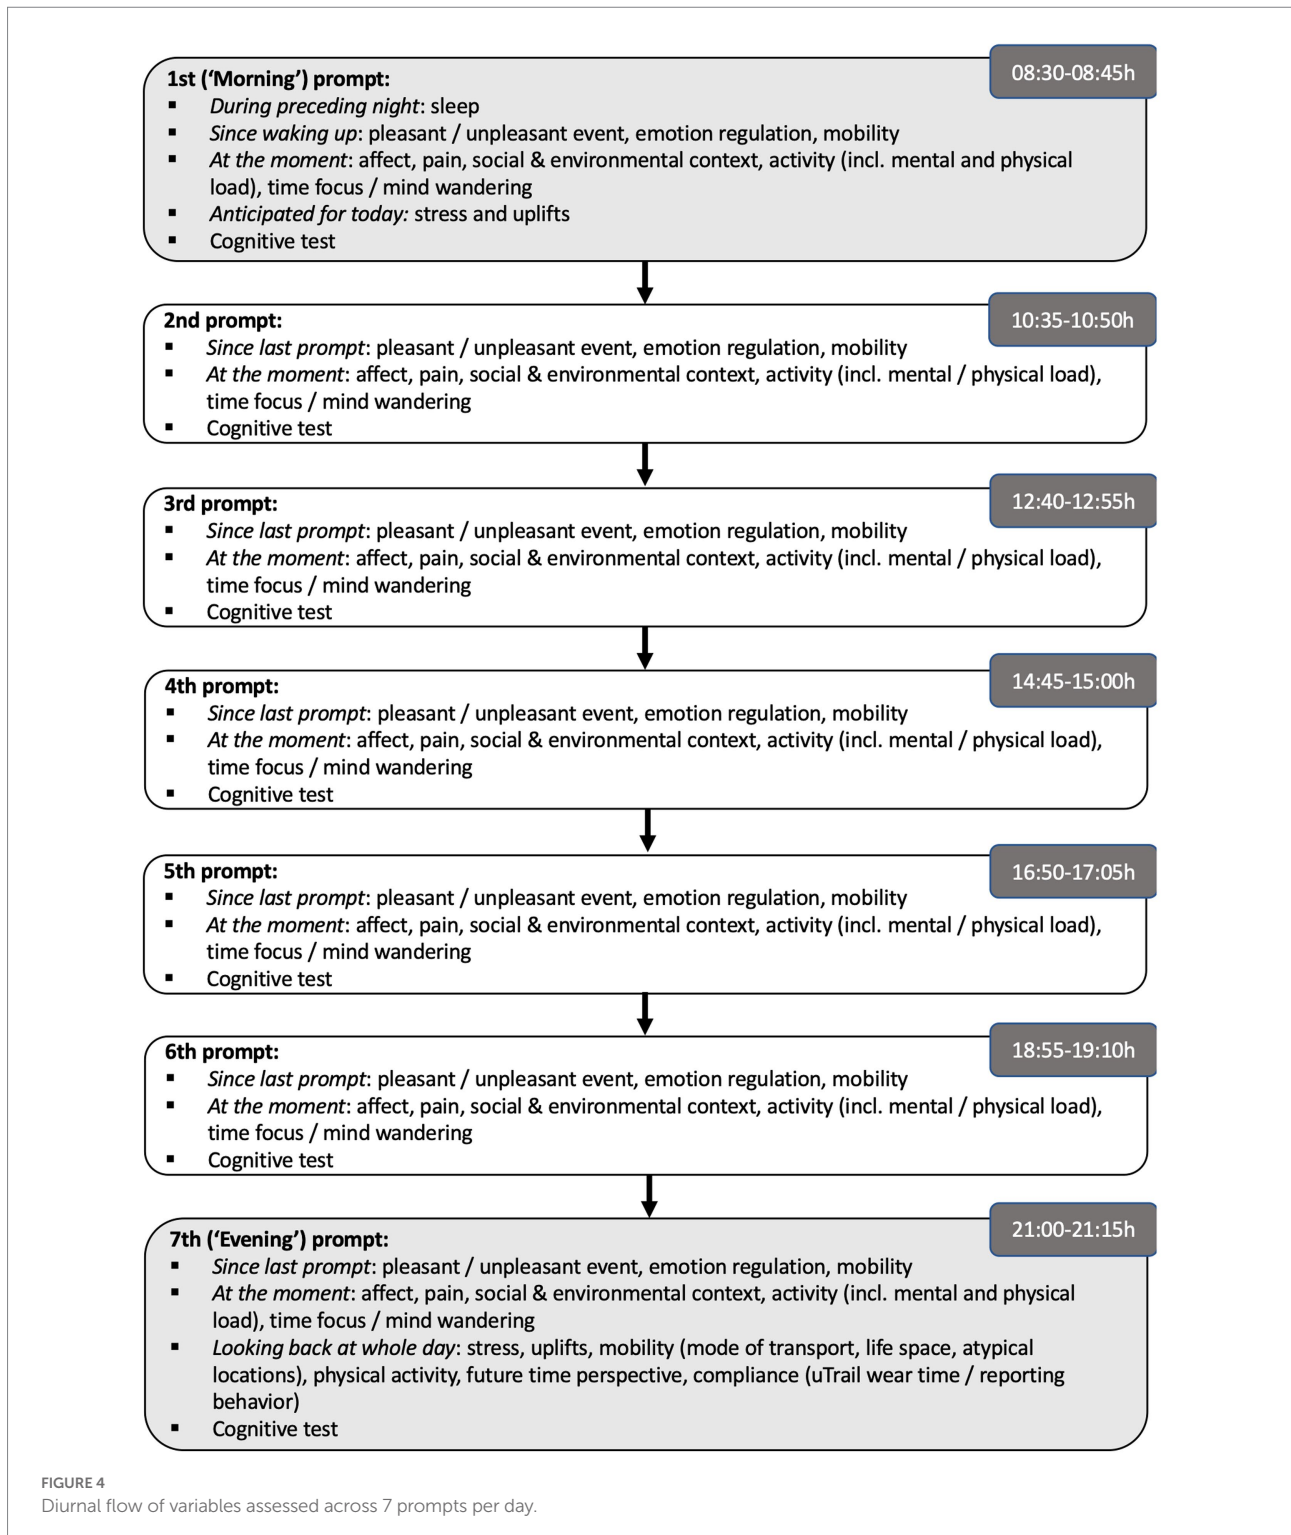 08:30-08:45h
1st (‘Morning’) prompt:
▪ During preceding night: sleep
▪ Since waking up: pleasant / unpleasant event, emotion regulation, mobility
▪ At the moment: affect, pain, social & environmental context, activity (incl. mental and physical
load), time focus / mind wandering
▪ Anticipated for today: stress and uplifts
▪ Cognitive test
10:35-10:50h
2nd prompt:
▪ Since last prompt: pleasant / unpleasant event, emotion regulation, mobility
▪ At the moment: affect, pain, social & environmental context, activity (incl. mental / physical load),
time focus / mind wandering
▪ Cognitive test
12:40-12:55h
3rd prompt:
▪ Since last prompt: pleasant / unpleasant event, emotion regulation, mobility
▪ At the moment: affect, pain, social & environmental context, activity (incl. mental / physical load),
time focus / mind wandering
▪ Cognitive test
14:45-15:00h
4th prompt:
▪ Since last prompt: pleasant / unpleasant event, emotion regulation, mobility
▪ At the moment: affect, pain, social & environmental context, activity (incl. mental / physical load),
time focus / mind wandering
▪ Cognitive test
16:50-17:05h
5th prompt:
▪ Since last prompt: pleasant / unpleasant event, emotion regulation, mobility
▪ At the moment: affect, pain, social & environmental context, activity (incl. mental / physical load),
time focus / mind wandering
▪ Cognitive test
18:55-19:10h
6th prompt:
▪ Since last prompt: pleasant / unpleasant event, emotion regulation, mobility
▪ At the moment: affect, pain, social & environmental context, activity (incl. mental / physical load),
time focus / mind wandering
▪ Cognitive test
21:00-21:15h
7th (‘Evening’) prompt:
▪ Since last prompt: pleasant / unpleasant event, emotion regulation, mobility
▪ At the moment: affect, pain, social & environmental context, activity (incl. mental and physical
load), time focus / mind wandering
▪ Looking back at whole day: stress, uplifts, mobility (mode of transport, life space, atypical
locations), physical activity, future time perspective, compliance (uTrail wear time / reporting
behavior)
▪ Cognitive test
FIGURE 4
Diurnal flow of variables assessed across 7 prompts per day.